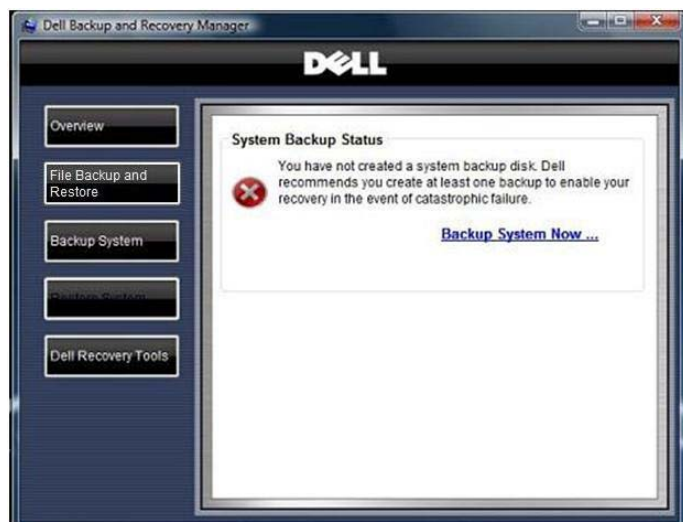 Dell Backup and Recovery Manager
DELL
Overview
File Backup and
Restore
Backup System
Restore System
Dell Recovery Tools
System Backup Status
You have not created a system backup disk. Dell
recommends you create at least one backup to enable your
recovery in the event of catastrophic failure.
Backup System Now ...